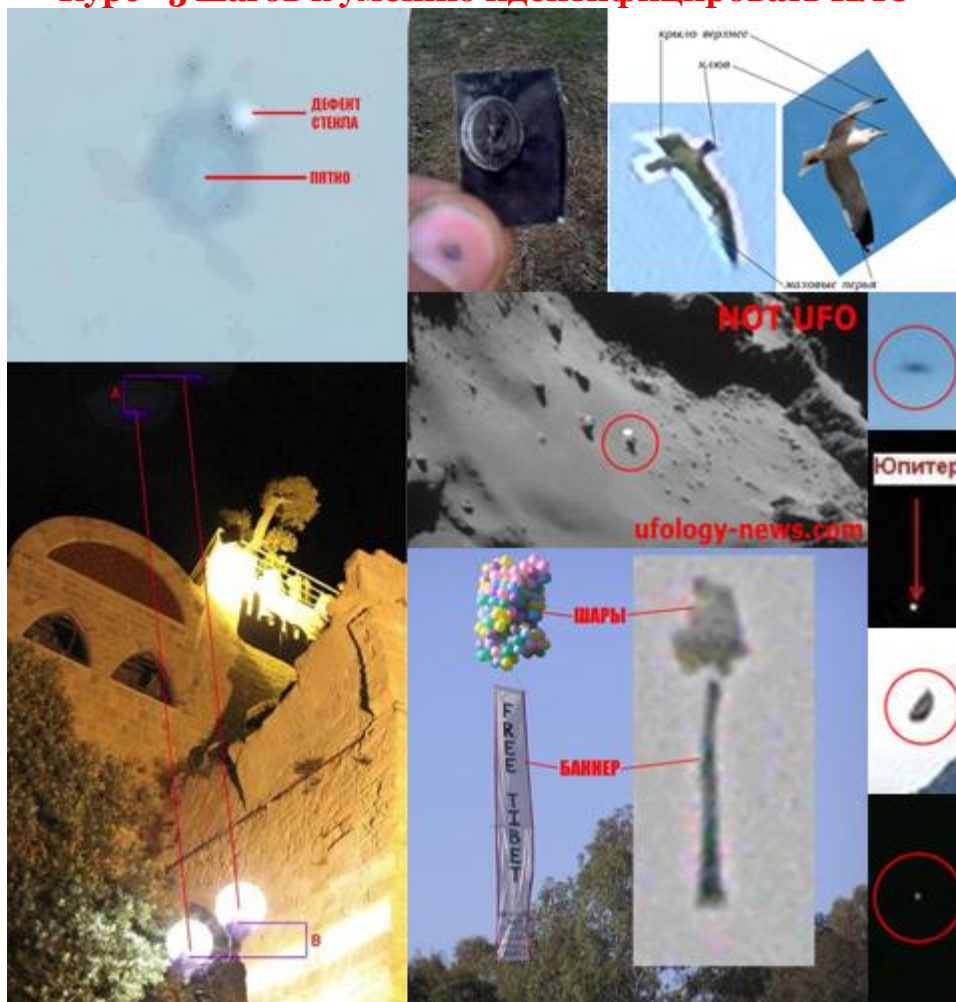 ДЕФЕКТ
СТЕКЛА
ПЯТНО
крыло верхнее
клюв
маховые перья
NOT UFO
ufology-news.com
Юпитер
A
B
ШАРЫ
БАННЕР
FREE TIBET